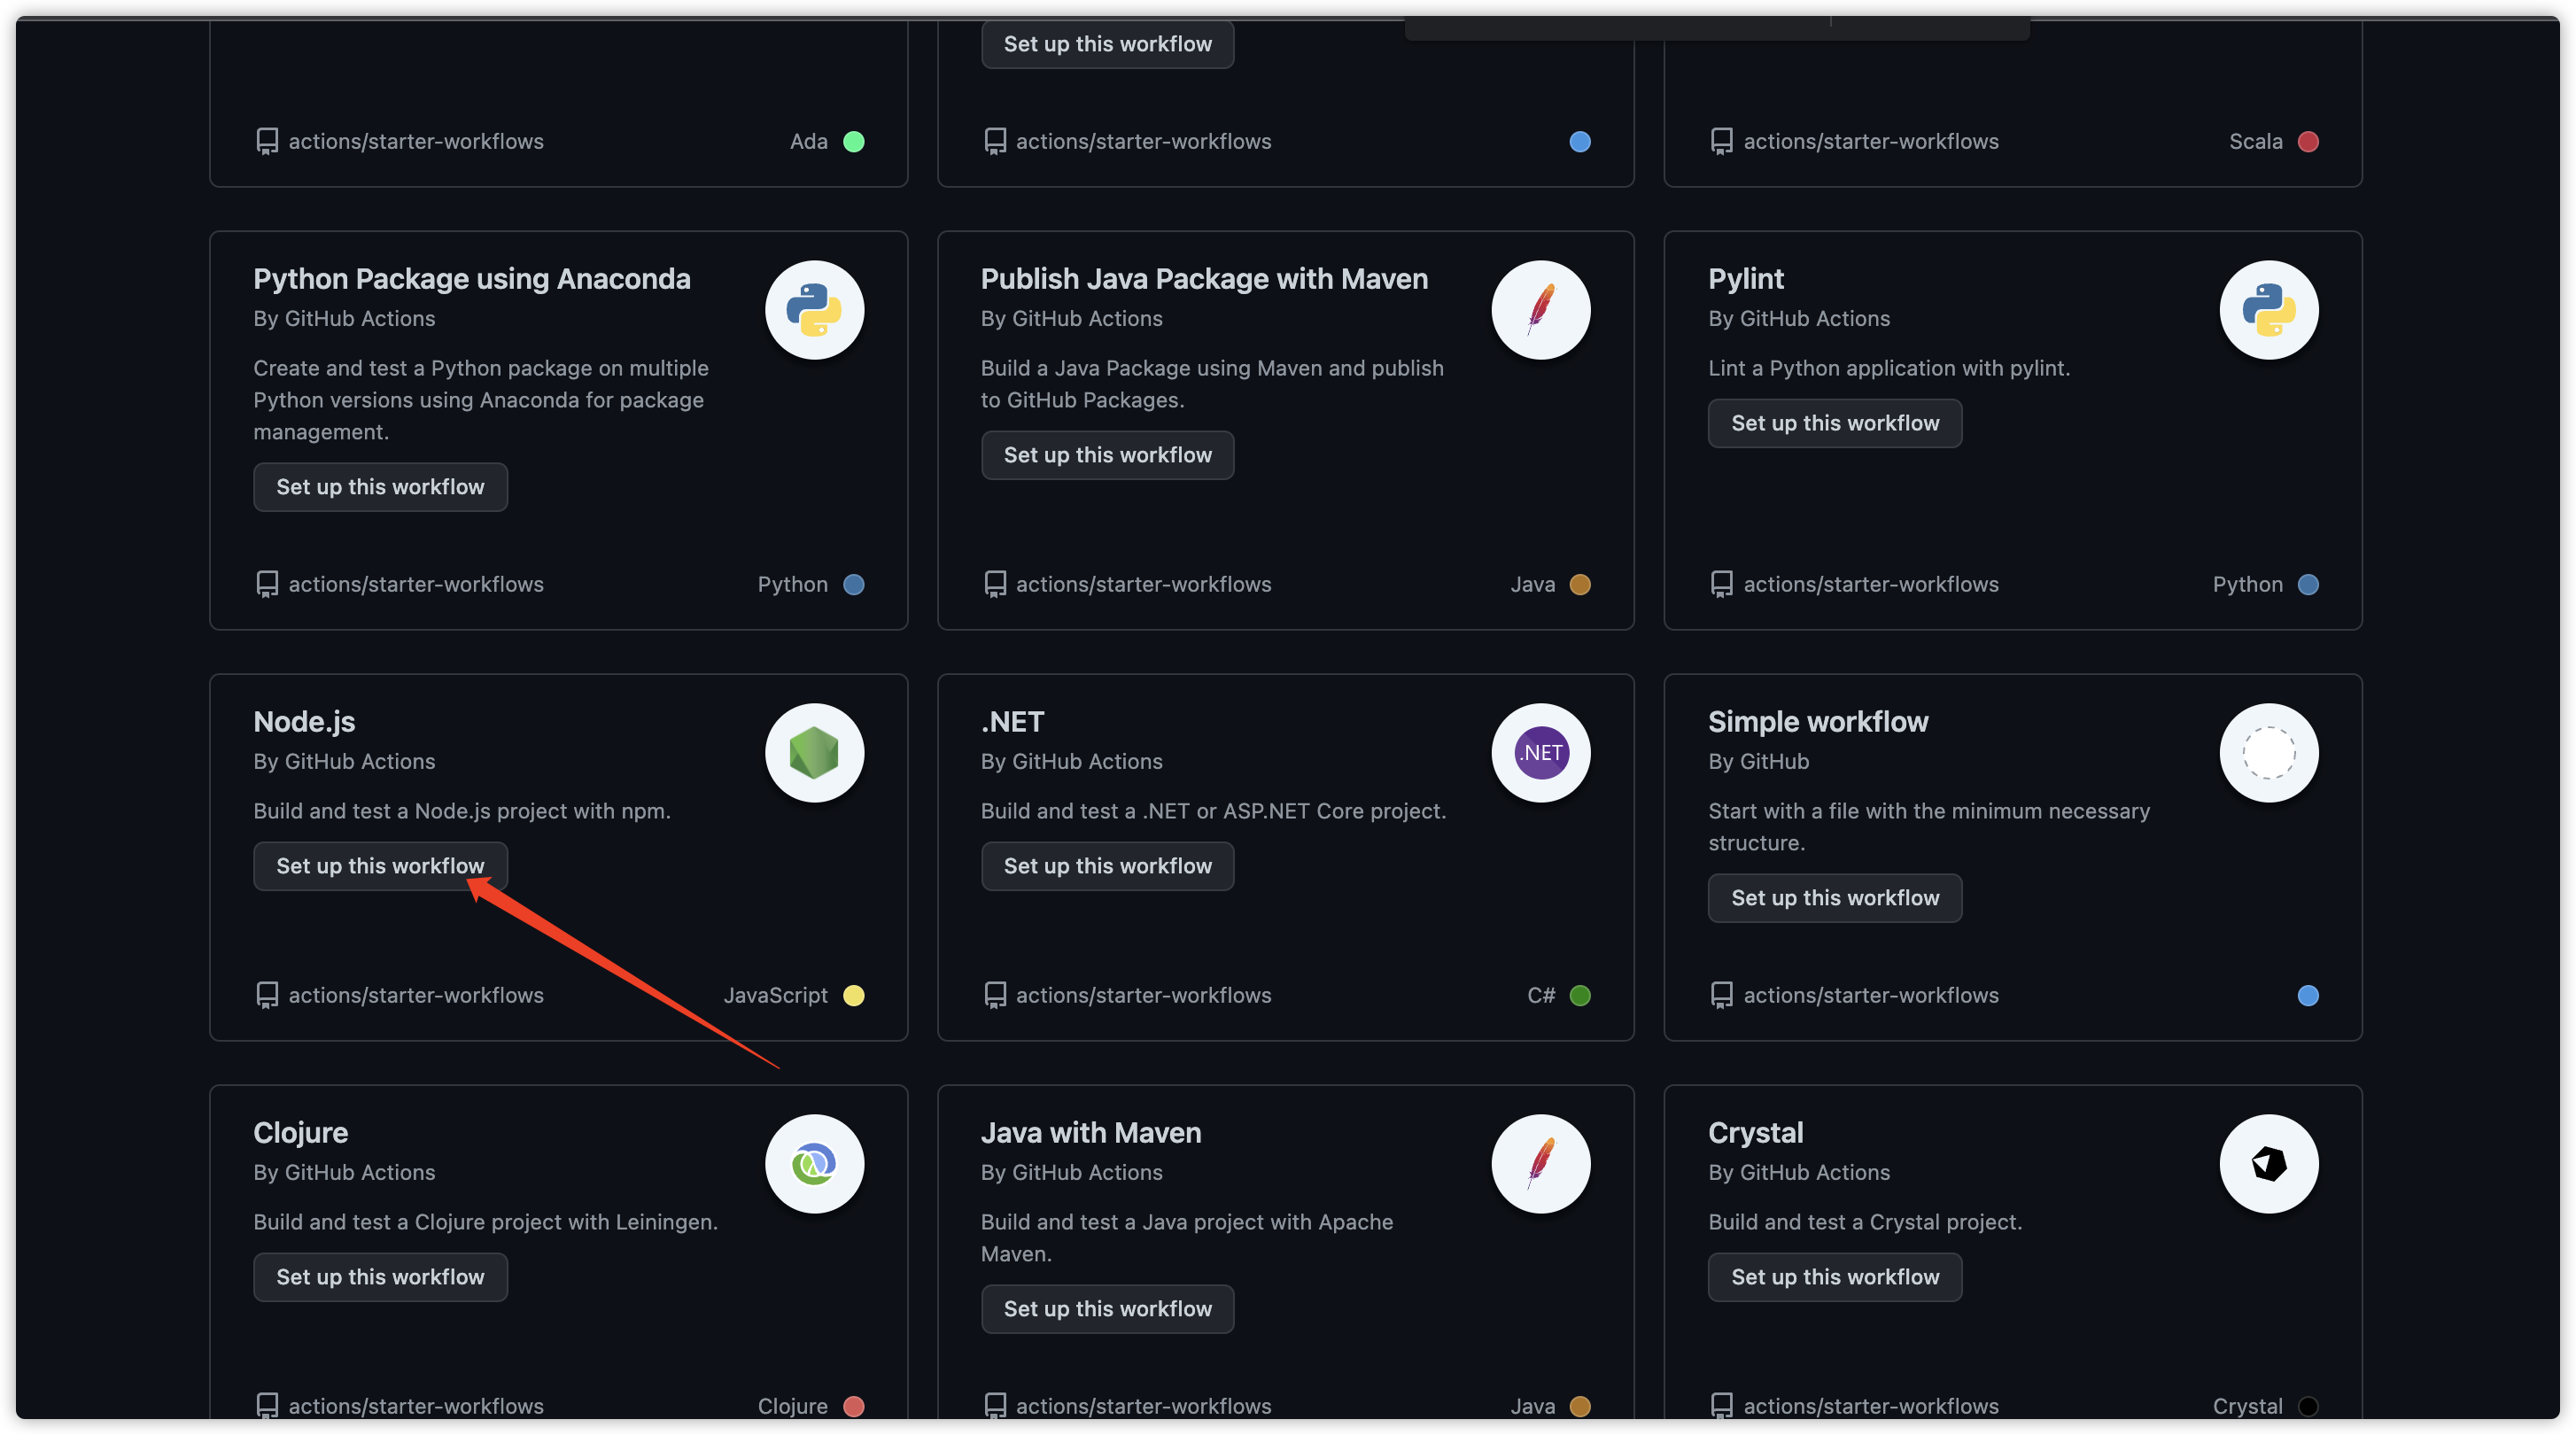 Set up this workflow
actions/starter-workflows
Ada
actions/starter-workflows
actions/starter-workflows
Scala
Python Package using Anaconda
By GitHub Actions
Create and test a Python package on multiple
Python versions using Anaconda for package
management.
Set up this workflow
actions/starter-workflows
Python
Publish Java Package with Maven
By GitHub Actions
Build a Java Package using Maven and publish
to GitHub Packages.
Set up this workflow
actions/starter-workflows
Java
Pylint
By GitHub Actions
Lint a Python application with pylint.
Set up this workflow
actions/starter-workflows
Python
Node.js
By GitHub Actions
Build and test a Node.js project with npm.
Set up this workflow
actions/starter-workflows
JavaScript
.NET
By GitHub Actions
.NET
Build and test a .NET or ASP.NET Core project.
Set up this workflow
actions/starter-workflows
C#
Simple workflow
By GitHub
Start with a file with the minimum necessary
structure.
Set up this workflow
actions/starter-workflows
Clojure
By GitHub Actions
Build and test a Clojure project with Leiningen.
Set up this workflow
actions/starter-workflows
Clojure
Java with Maven
By GitHub Actions
Build and test a Java project with Apache
Maven.
Set up this workflow
actions/starter-workflows
Java
Crystal
By GitHub Actions
Build and test a Crystal project.
Set up this workflow
actions/starter-workflows
Crystal